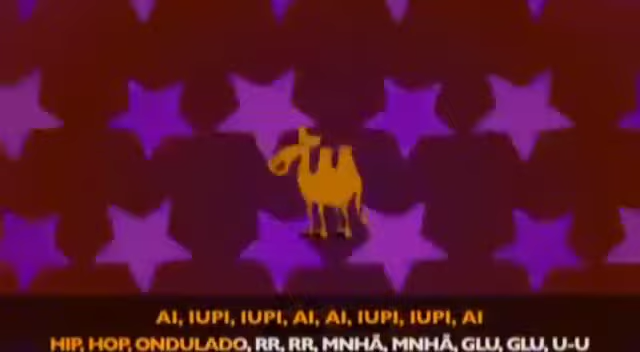 AI, IUPI, IUPI, AI, AI, IUPI, IUPI, AI
HIP, HOP, ONDULADO, RR, RR, MNHÃ, MNHÃ, GLU, GLU, U-U